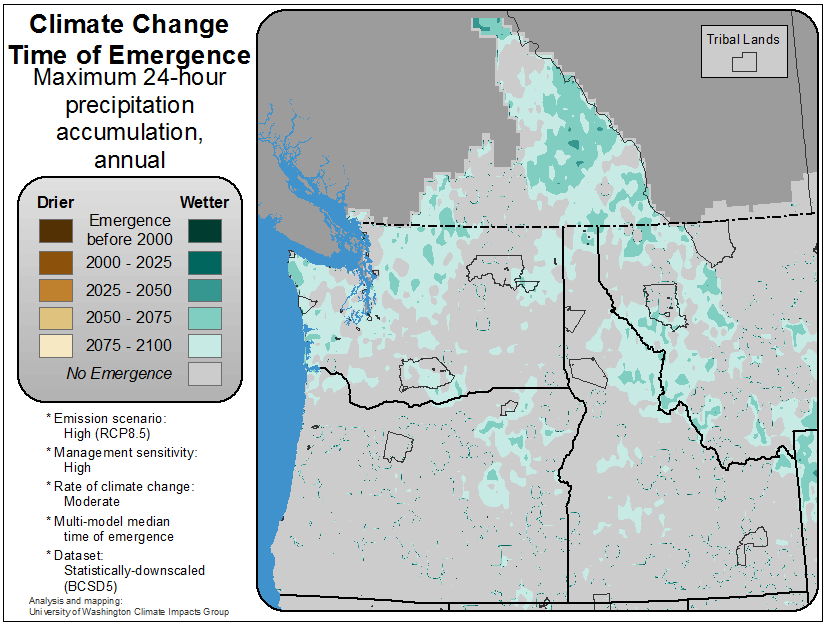 Climate Change
Time of Emergence
Maximum 24-hour
precipitation
accumulation,
annual
Drier
Wetter
Emergence
before 2000
2000 - 2025
2025 - 2050
2050 - 2075
2075 - 2100
No Emergence
* Emission scenario:
High (RCP8.5)
* Management sensitivity:
High
* Rate of climate change:
Moderate
* Multi-model median
time of emergence
* Dataset:
Statistically-downscaled
(BCSD5)
Analysis and mapping:
University of Washington Climate Impacts Group
Tribal Lands